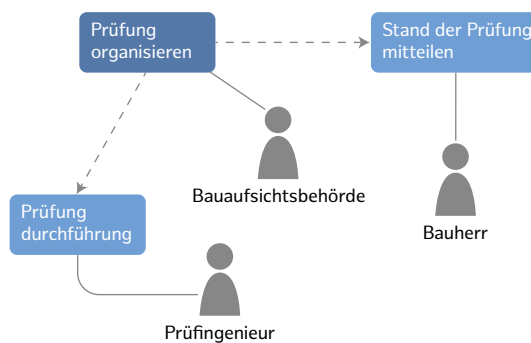 Prüfung
organisieren
Stand der Prüfung
mitteilen
Bauaufsichtsbehörde
Bauherr
Prüfung
durchführung
Prüfingenieur